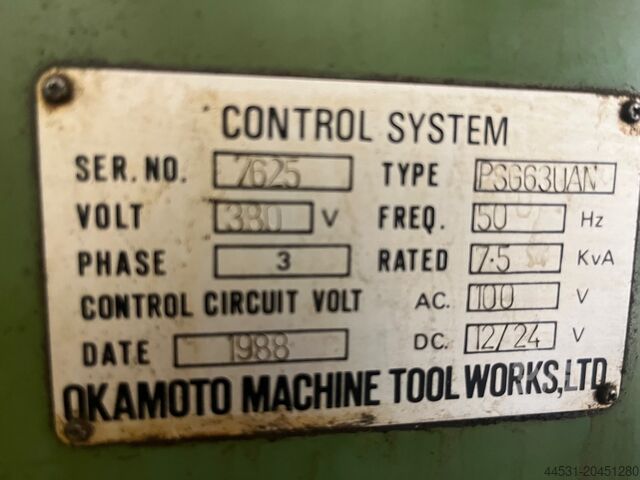 CONTROL SYSTEM
SER. NO. 7625 TYPE PSG63UAN
VOLT 380 V FREQ. 50 Hz
PHASE 3 RATED 7.5 KvA
CONTROL CIRCUIT VOLT AC. 100 V
DATE 1988 DC. 12/24 V
OKAMOTO MACHINE TOOL WORKS, LTD.
44531-20451280